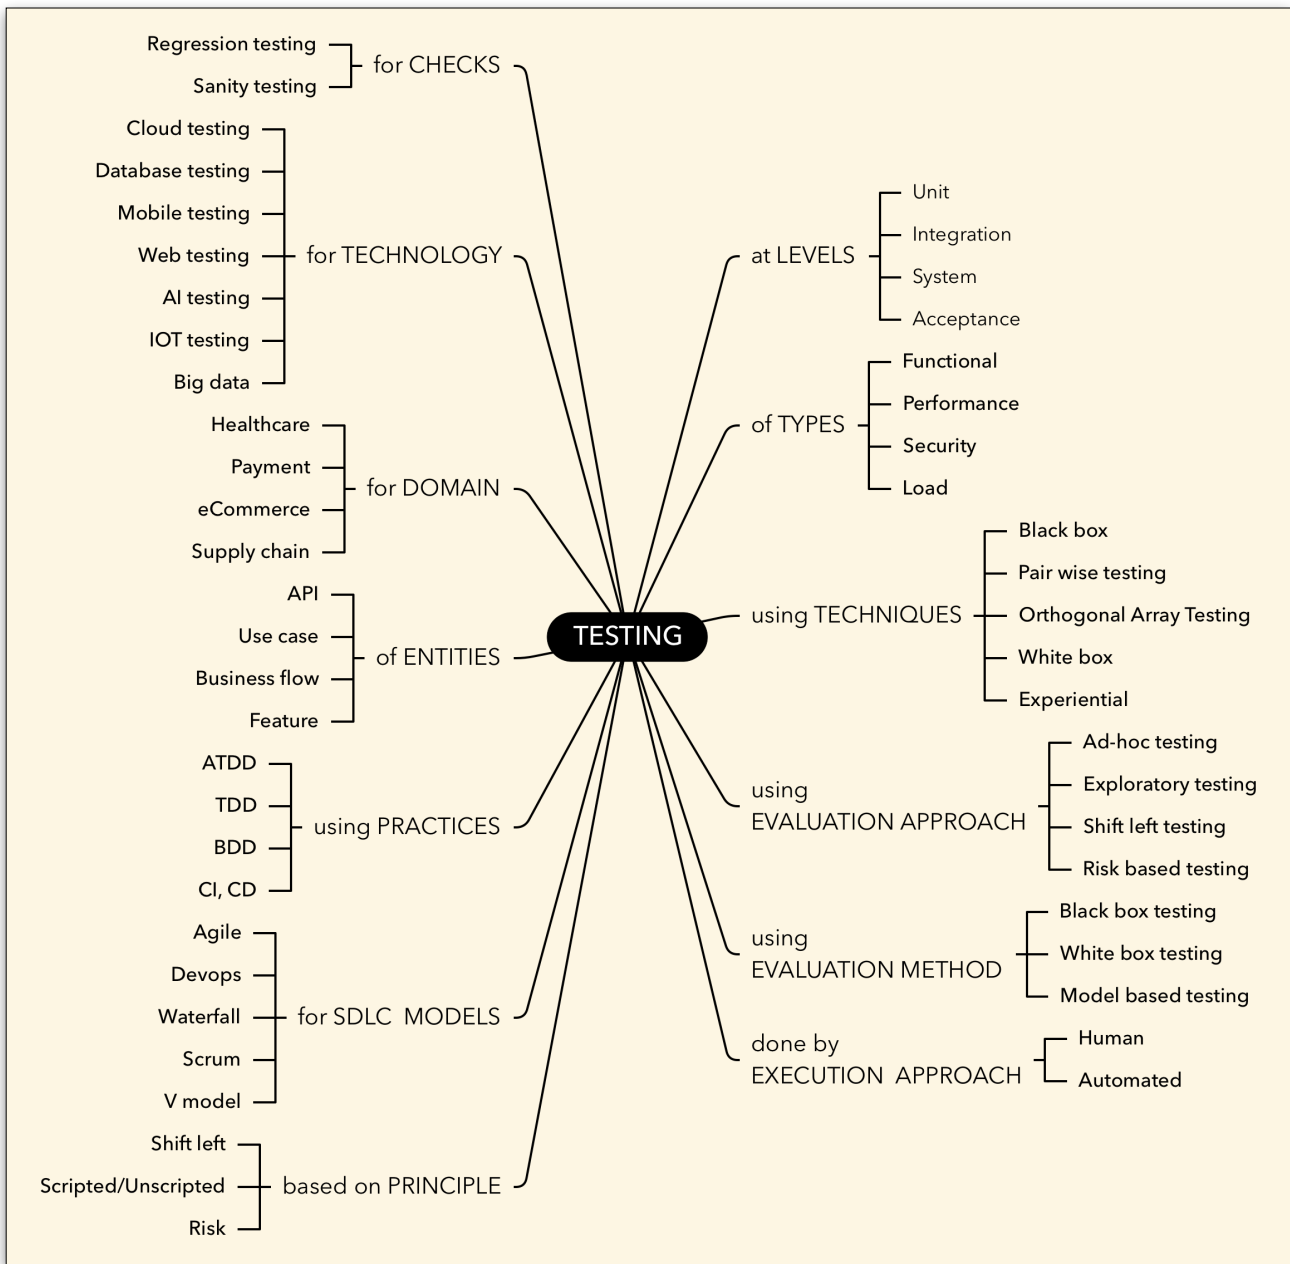 Regression testing
Sanity testing
for CHECKS
Cloud testing
Database testing
Mobile testing
Web testing
AI testing
IOT testing
Big data
for TECHNOLOGY
Healthcare
Payment
eCommerce
Supply chain
for DOMAIN
API
Use case
Business flow
Feature
of ENTITIES
ATDD
TDD
BDD
CI, CD
using PRACTICES
Agile
Devops
Waterfall
Scrum
V model
for SDLC MODELS
Shift left
Scripted/Unscripted
Risk
based on PRINCIPLE
TESTING
at LEVELS
Unit
Integration
System
Acceptance
of TYPES
Functional
Performance
Security
Load
using TECHNIQUES
Black box
Pair wise testing
Orthogonal Array Testing
White box
Experiential
using
EVALUATION APPROACH
Ad-hoc testing
Exploratory testing
Shift left testing
Risk based testing
using
EVALUATION METHOD
Black box testing
White box testing
Model based testing
done by
EXECUTION APPROACH
Human
Automated